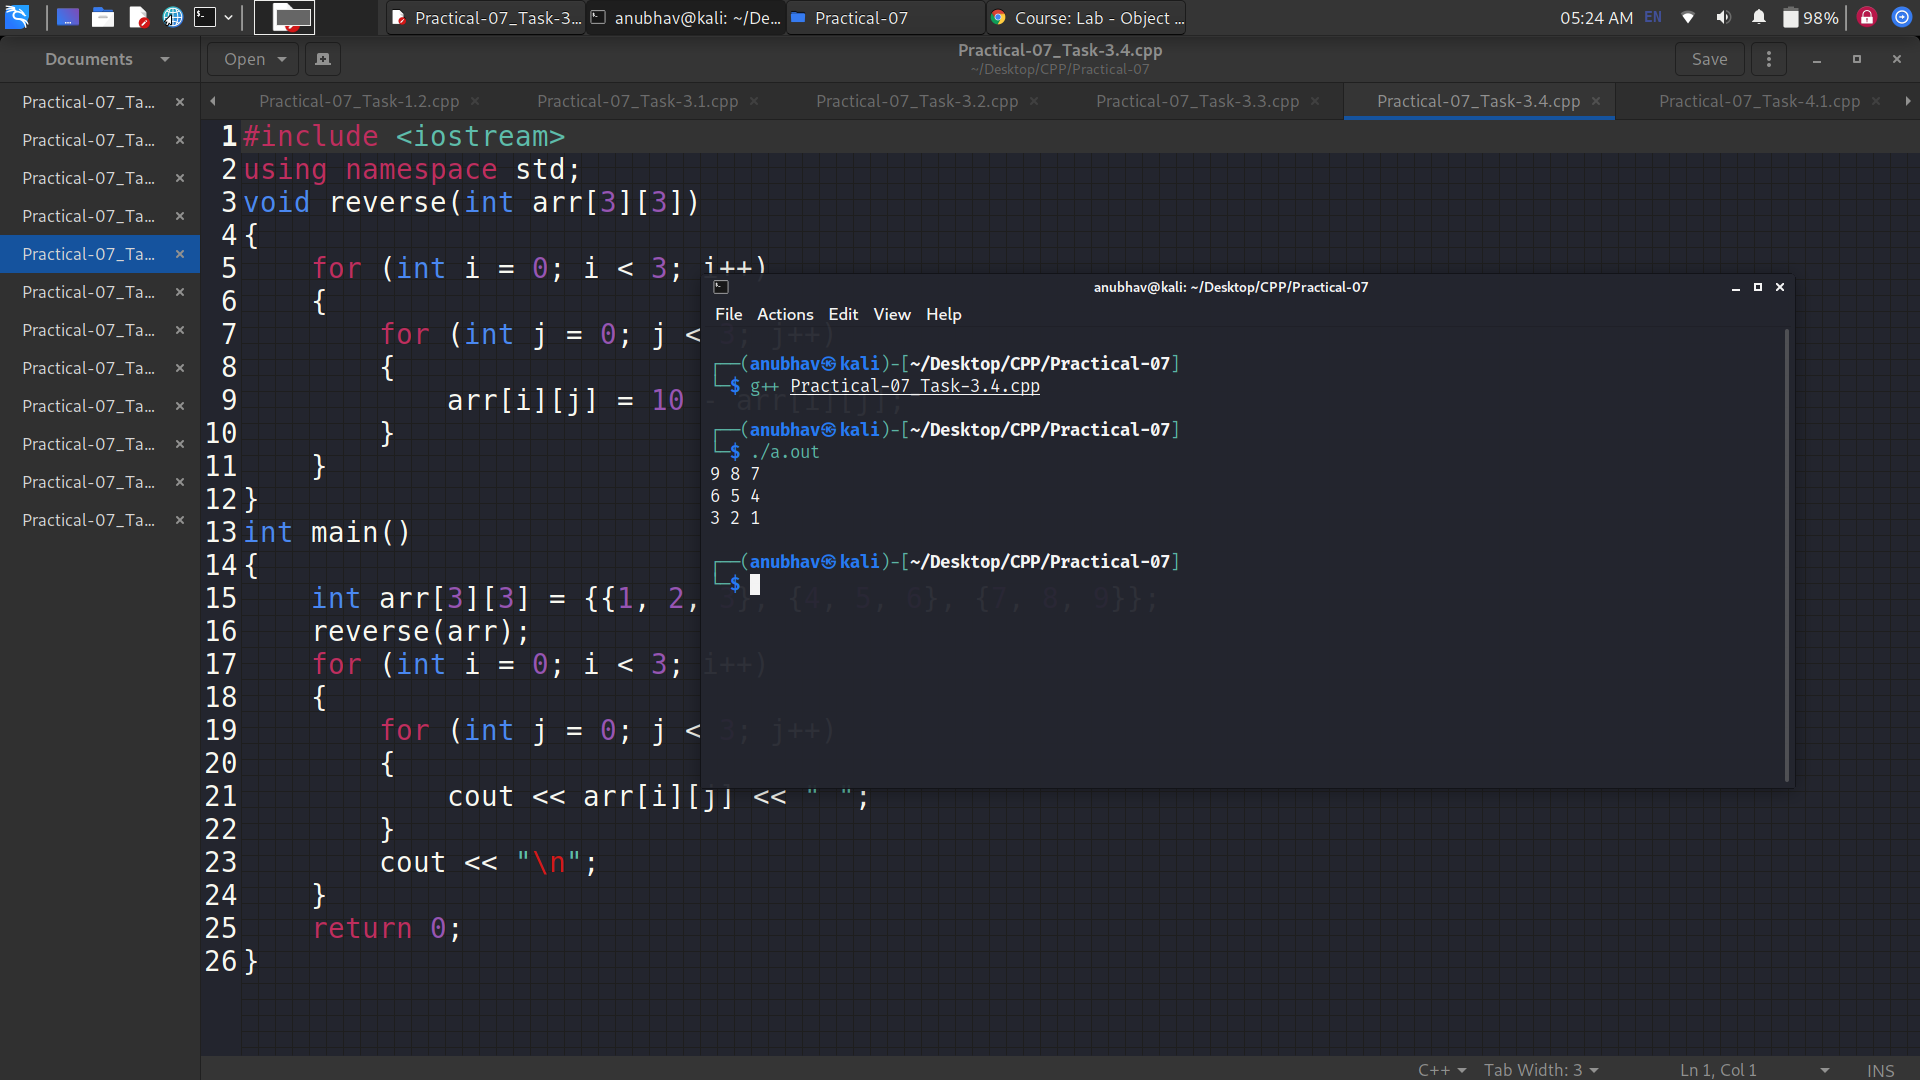 Practical-07_Task-3...
anubhav@kali: ~/De...
Practical-07
Course: Lab - Object ...
05:24 AM
EN
98%
Documents
Open
Practical-07_Task-3.4.cpp
~/Desktop/CPP/Practical-07
Save
Practical-07_Ta...
Practical-07_Ta...
Practical-07_Ta...
Practical-07_Ta...
Practical-07_Ta...
Practical-07_Ta...
Practical-07_Ta...
Practical-07_Ta...
Practical-07_Ta...
Practical-07_Ta...
Practical-07_Ta...
Practical-07_Ta...
Practical-07_Task-1.2.cpp
Practical-07_Task-3.1.cpp
Practical-07_Task-3.2.cpp
Practical-07_Task-3.3.cpp
Practical-07_Task-3.4.cpp
Practical-07_Task-4.1.cpp
1 #include <iostream>
2 using namespace std;
3 void reverse(int arr[3][3])
4 {
5     for (int i = 0; i < 3; i++)
6     {
7         for (int j = 0; j < 3; j++)
8         {
9             arr[i][j] = 10 - arr[i][j];
10         }
11     }
12 }
13 int main()
14 {
15     int arr[3][3] = {{1, 2, 3}, {4, 5, 6}, {7, 8, 9}};
16     reverse(arr);
17     for (int i = 0; i < 3; i++)
18     {
19         for (int j = 0; j < 3; j++)
20         {
21             cout << arr[i][j] << " ";
22         }
23         cout << "\n";
24     }
25     return 0;
26 }
anubhav@kali: ~/Desktop/CPP/Practical-07
File Actions Edit View Help
┌──(anubhav㉿kali)-[~/Desktop/CPP/Practical-07]
└─$ g++ Practical-07_Task-3.4.cpp
┌──(anubhav㉿kali)-[~/Desktop/CPP/Practical-07]
└─$ ./a.out
9 8 7
6 5 4
3 2 1
┌──(anubhav㉿kali)-[~/Desktop/CPP/Practical-07]
└─$
C++
Tab Width: 3
Ln 1, Col 1
INS